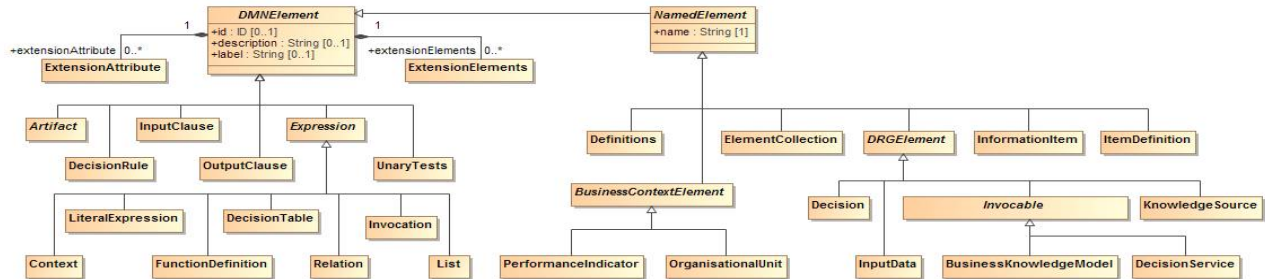 DMNElement
+id : ID [0..1]
+description : String [0..1]
+label : String [0..1]
1
1
+extensionAttribute 0..*
+extensionElements 0..*
ExtensionAttribute
ExtensionElements
NamedElement
+name : String [1]
Artifact
InputClause
Expression
DecisionRule
OutputClause
UnaryTests
LiteralExpression
DecisionTable
Invocation
Context
FunctionDefinition
Relation
List
Definitions
ElementCollection
DRGElement
InformationItem
ItemDefinition
BusinessContextElement
Decision
Invocable
KnowledgeSource
PerformanceIndicator
OrganisationalUnit
InputData
BusinessKnowledgeModel
DecisionService